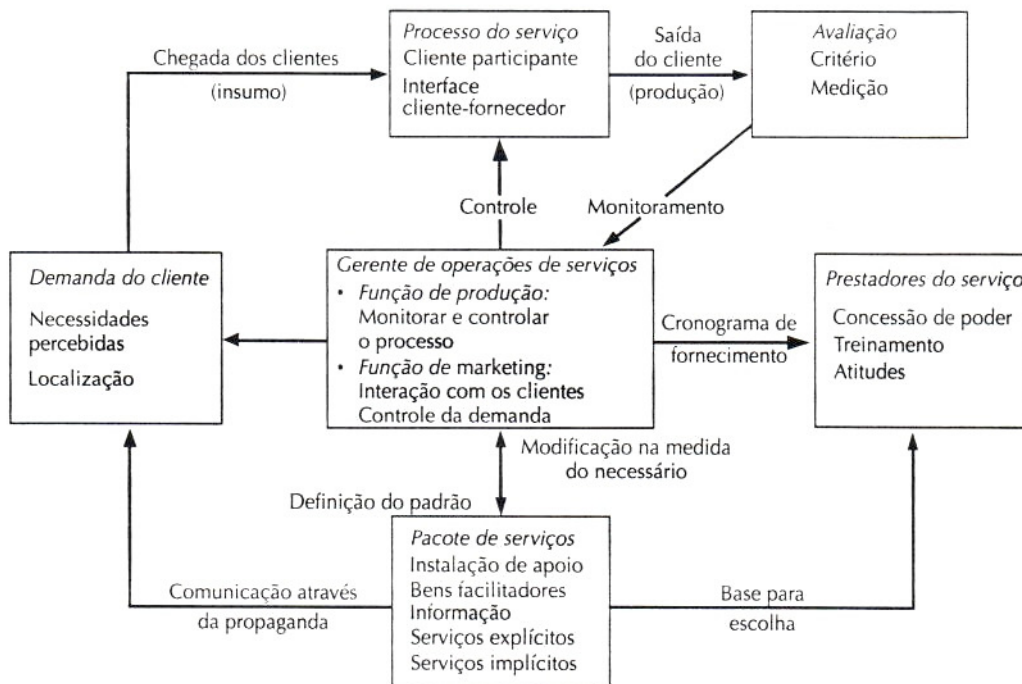 Processo do serviço
Cliente participante
Interface
cliente-fornecedor
Saída
do cliente
(produção)
Avaliação
Critério
Medição
Chegada dos clientes
(insumo)
Controle
Monitoramento
Demanda do cliente
Necessidades
percebidas
Localização
Gerente de operações de serviços
• Função de produção:
Monitorar e controlar
o processo
• Função de marketing:
Interação com os clientes
Controle da demanda
Cronograma de
fornecimento
Prestadores do serviço
Concessão de poder
Treinamento
Atitudes
Modificação na medida
do necessário
Definição do padrão
Pacote de serviços
Instalação de apoio
Bens facilitadores
Informação
Serviços explícitos
Serviços implícitos
Comunicação através
da propaganda
Base para
escolha